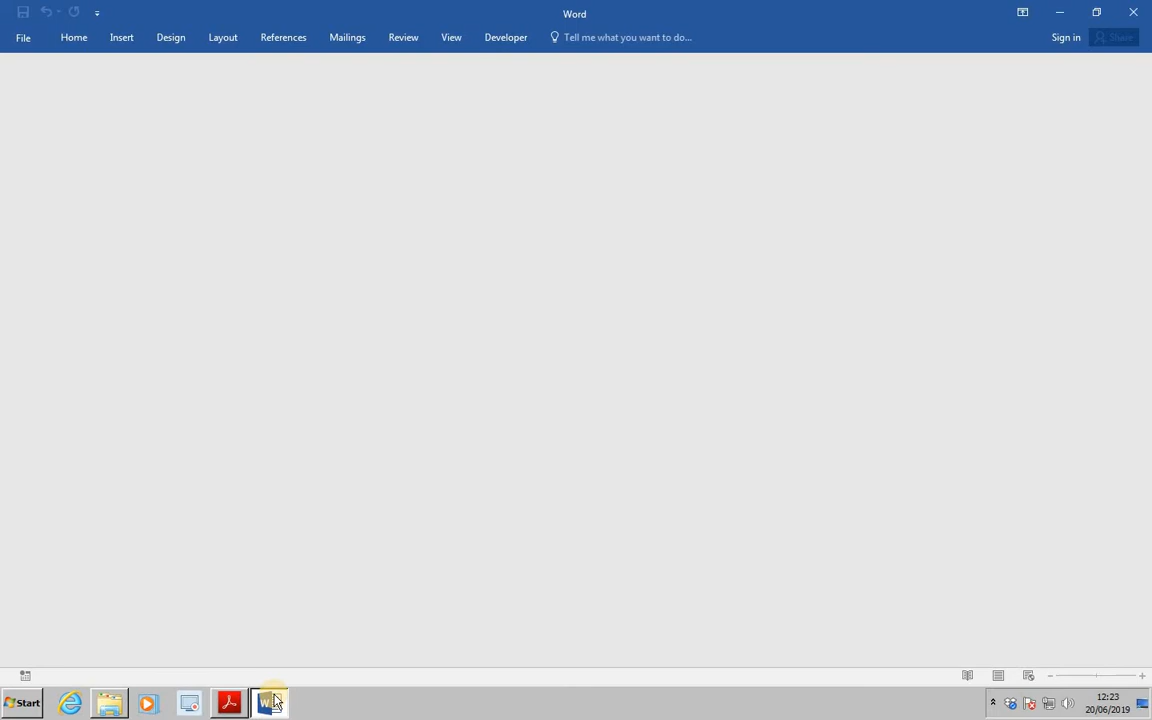 Word
File Home Insert Design Layout References Mailings Review View Developer Tell me what you want to do... Sign in Share
Start
12:23
20/06/2019